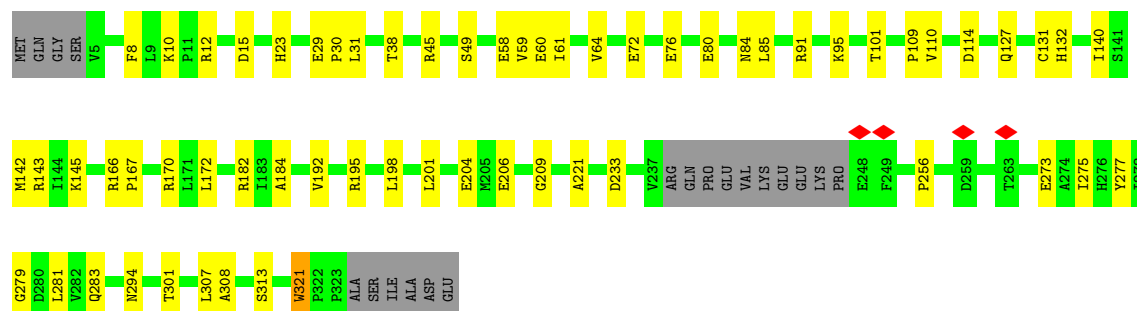 MET GLN GLY SER V5 F8 L9 K10 P11 R12 D15 H23 E29 P30 L31 T38 R45 S49 E58 V59 E60 I61 V64 E72 E76 E80 N84 L85 R91 K95 T101 P109 V110 D114 Q127 C131 H132 I140 S141
M142 R143 I144 K145 R166 P167 R170 L171 L172 R182 I183 A184 V192 R195 L198 L201 E204 M205 E206 G209 A221 D233 V237 ARG GLN PRO GLU VAL LYS GLU GLU LYS PRO E248 F249 P256 D259 T263 E273 A274 I275 H276 Y277
G279 D280 L281 V282 Q283 N294 T301 L307 A308 S313 W321 P322 P323 ALA SER ILE ALA ASP GLU